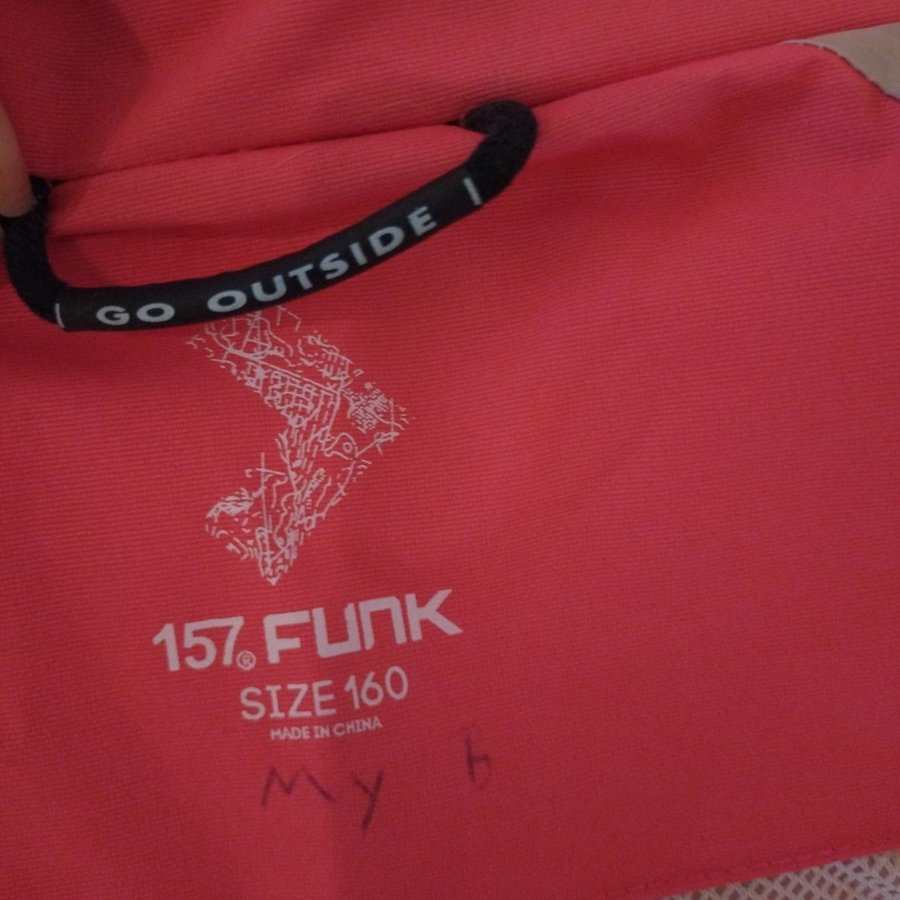 GO OUTSIDE
157® FUNK
SIZE 160
MADE IN CHINA
My b